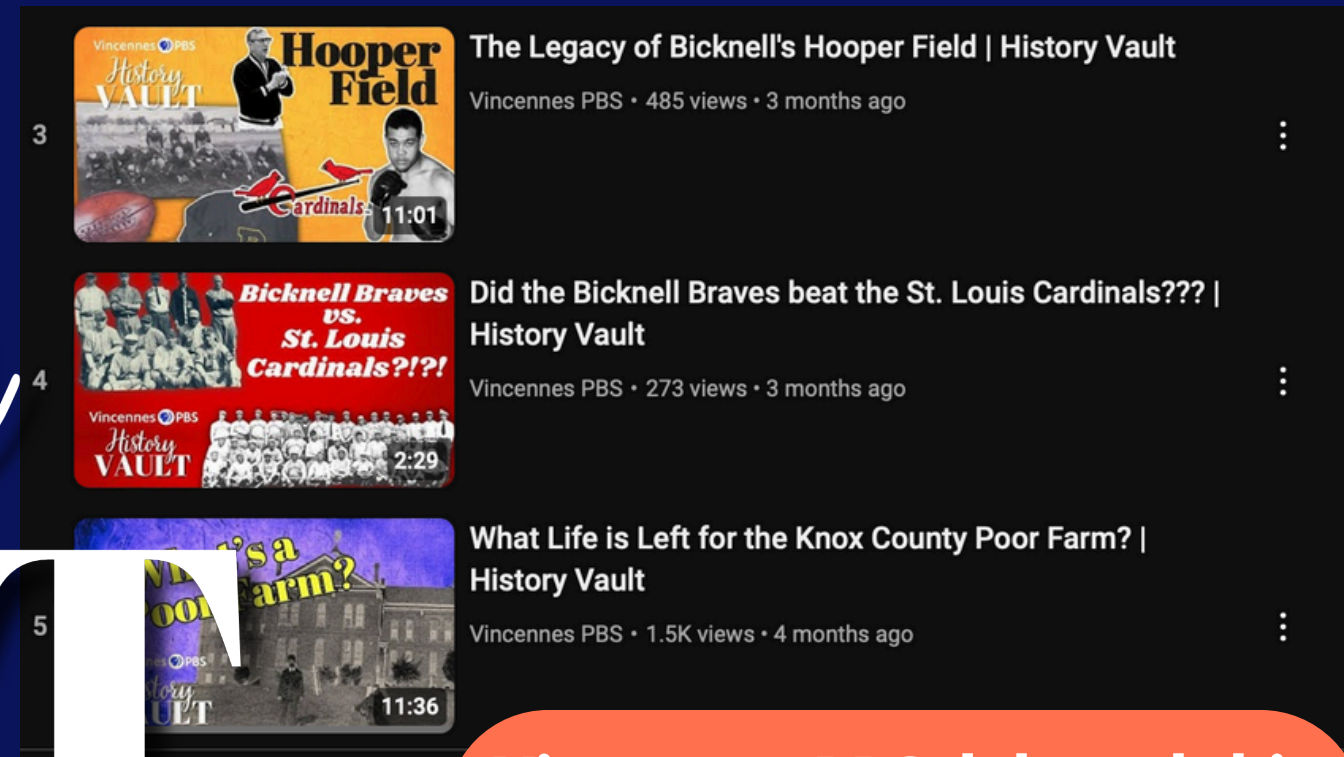 3
Vincennes PBS
History
VAULT
Hooper
Field
Cardinals
11:01
The Legacy of Bicknell's Hooper Field | History Vault
Vincennes PBS • 485 views • 3 months ago
4
Bicknell Braves
vs.
St. Louis
Cardinals?!?!
Vincennes PBS
History
VAULT
2:29
Did the Bicknell Braves beat the St. Louis Cardinals??? |
History Vault
Vincennes PBS • 273 views • 3 months ago
5
's a
Farm?
PBS
11:36
What Life is Left for the Knox County Poor Farm? |
History Vault
Vincennes PBS • 1.5K views • 4 months ago
T